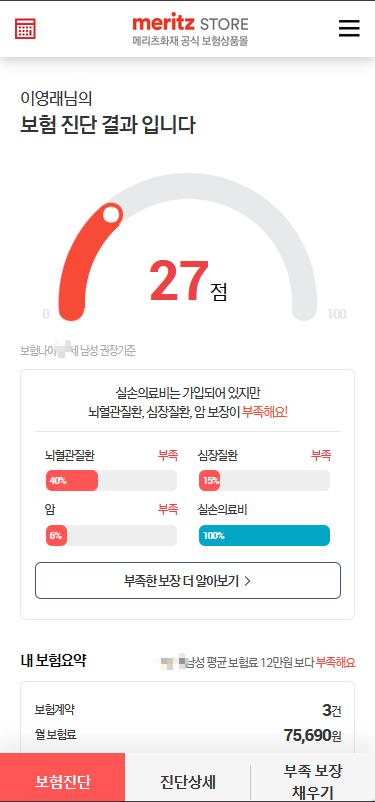 meritz STORE
메리츠화재 공식 보험상품몰
이영래님의
보험 진단 결과 입니다
27점
0
100
보험나이 세 남성 권장기준
실손의료비는 가입되어 있지만
뇌혈관질환, 심장질환, 암 보장이 부족해요!
뇌혈관질환 부족
심장질환 부족
40%
15%
암 부족
실손의료비
6%
100%
부족한 보장 더 알아보기 >
내 보험요약
남성 평균 보험료 12만원 보다 부족해요
보험계약 3건
월 보험료 75,690원
보험진단
진단상세
부족 보장
채우기